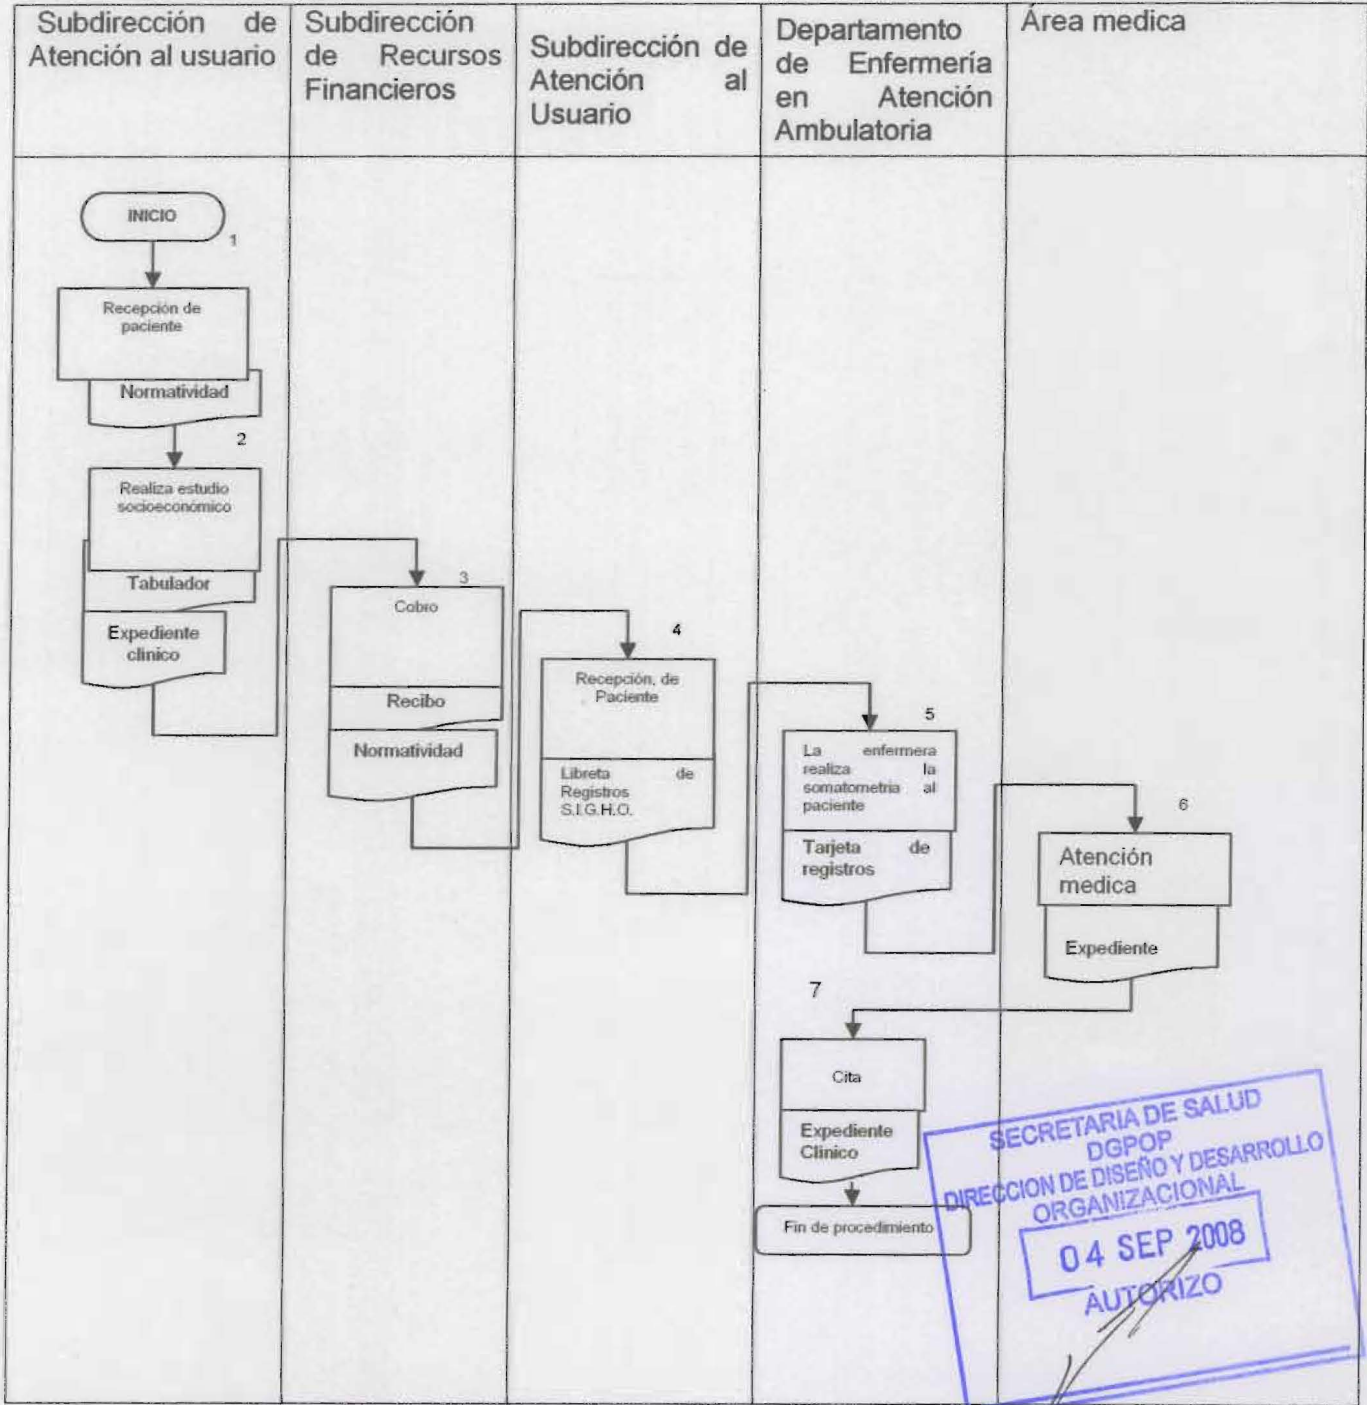 Subdirección de
Atención al usuario
Subdirección
de Recursos
Financieros
Subdirección de
Atención al
Usuario
Departamento
de Enfermería
en Atención
Ambulatoria
Área medica
INICIO
1
Recepción de
paciente
Normatividad
2
Realiza estudio
socioeconómico
Tabulador
Expediente
clinico
3
Cobro
Recibo
Normatividad
4
Recepción, de
Paciente
Libreta de
Registros
S.I.G.H.O.
5
La enfermera
realiza la
somatometria al
paciente
Tarjeta de
registros
6
Atención
medica
Expediente
7
Cita
Expediente
Clinico
Fin de procedimiento
SECRETARIA DE SALUD
DGPOP
DIRECCION DE DISEÑO Y DESARROLLO
ORGANIZACIONAL
04 SEP 2008
AUTORIZO